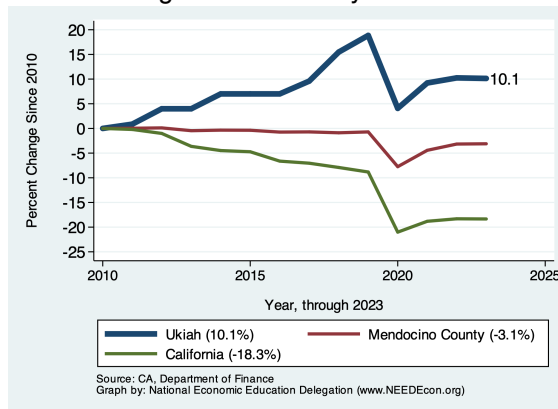 20
15
10
5
0
-5
-10
-15
-20
-25
Percent Change Since 2010
10.1
2010
2015
2020
2025
Year, through 2023
Ukiah (10.1%)
Mendocino County (-3.1%)
California (-18.3%)
Source: CA, Department of Finance
Graph by: National Economic Education Delegation (www.NEEDEcon.org)